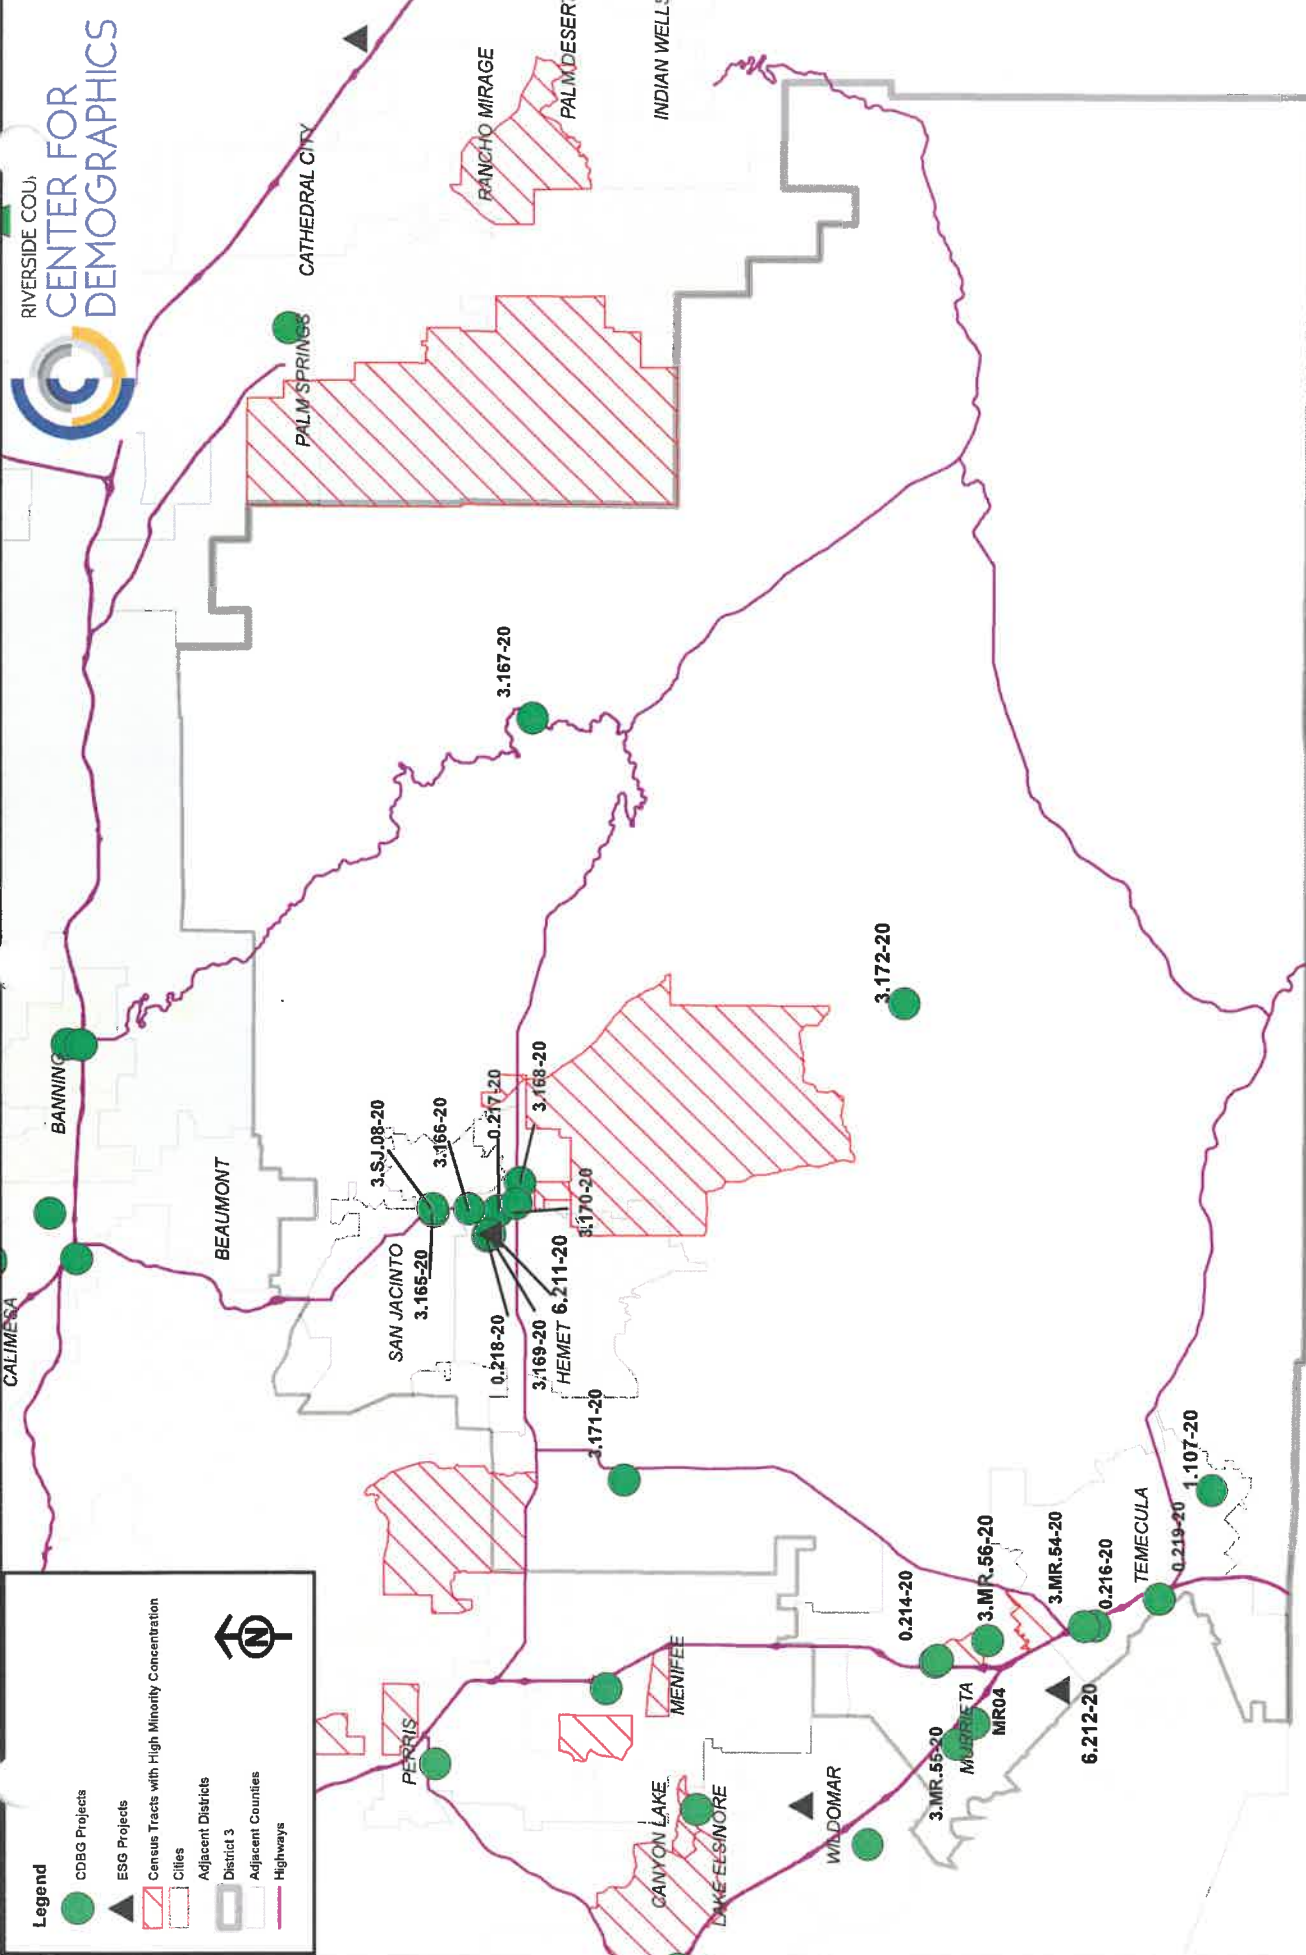 RIVERSIDE COU
CENTER FOR
DEMOGRAPHICS
Legend
CDBG Projects
ESG Projects
Census Tracts with High Minority Concentration
Cities
Adjacent Districts
District 3
Adjacent Counties
Highways
N
CALIMESA
BANNING
BEAUMONT
PALM SPRINGS
CATHEDRAL CITY
RANCHO MIRAGE
PALM DESER
INDIAN WELLS
PERRIS
SAN JACINTO
3.SJ.08-20
3.165-20
3.166-20
0.217-20
3.168-20
3.167-20
0.218-20
3.169-20
HEMET
6.211-20
3.170-20
3.171-20
3.172-20
MENIFEE
CANYON LAKE
LAKE ELSINORE
WILDOMAR
0.214-20
3.MR.55-20
MURRIETA
MR04
3.MR.56-20
3.MR.54-20
6.212-20
0.216-20
TEMECULA
0.219-20
1.107-20